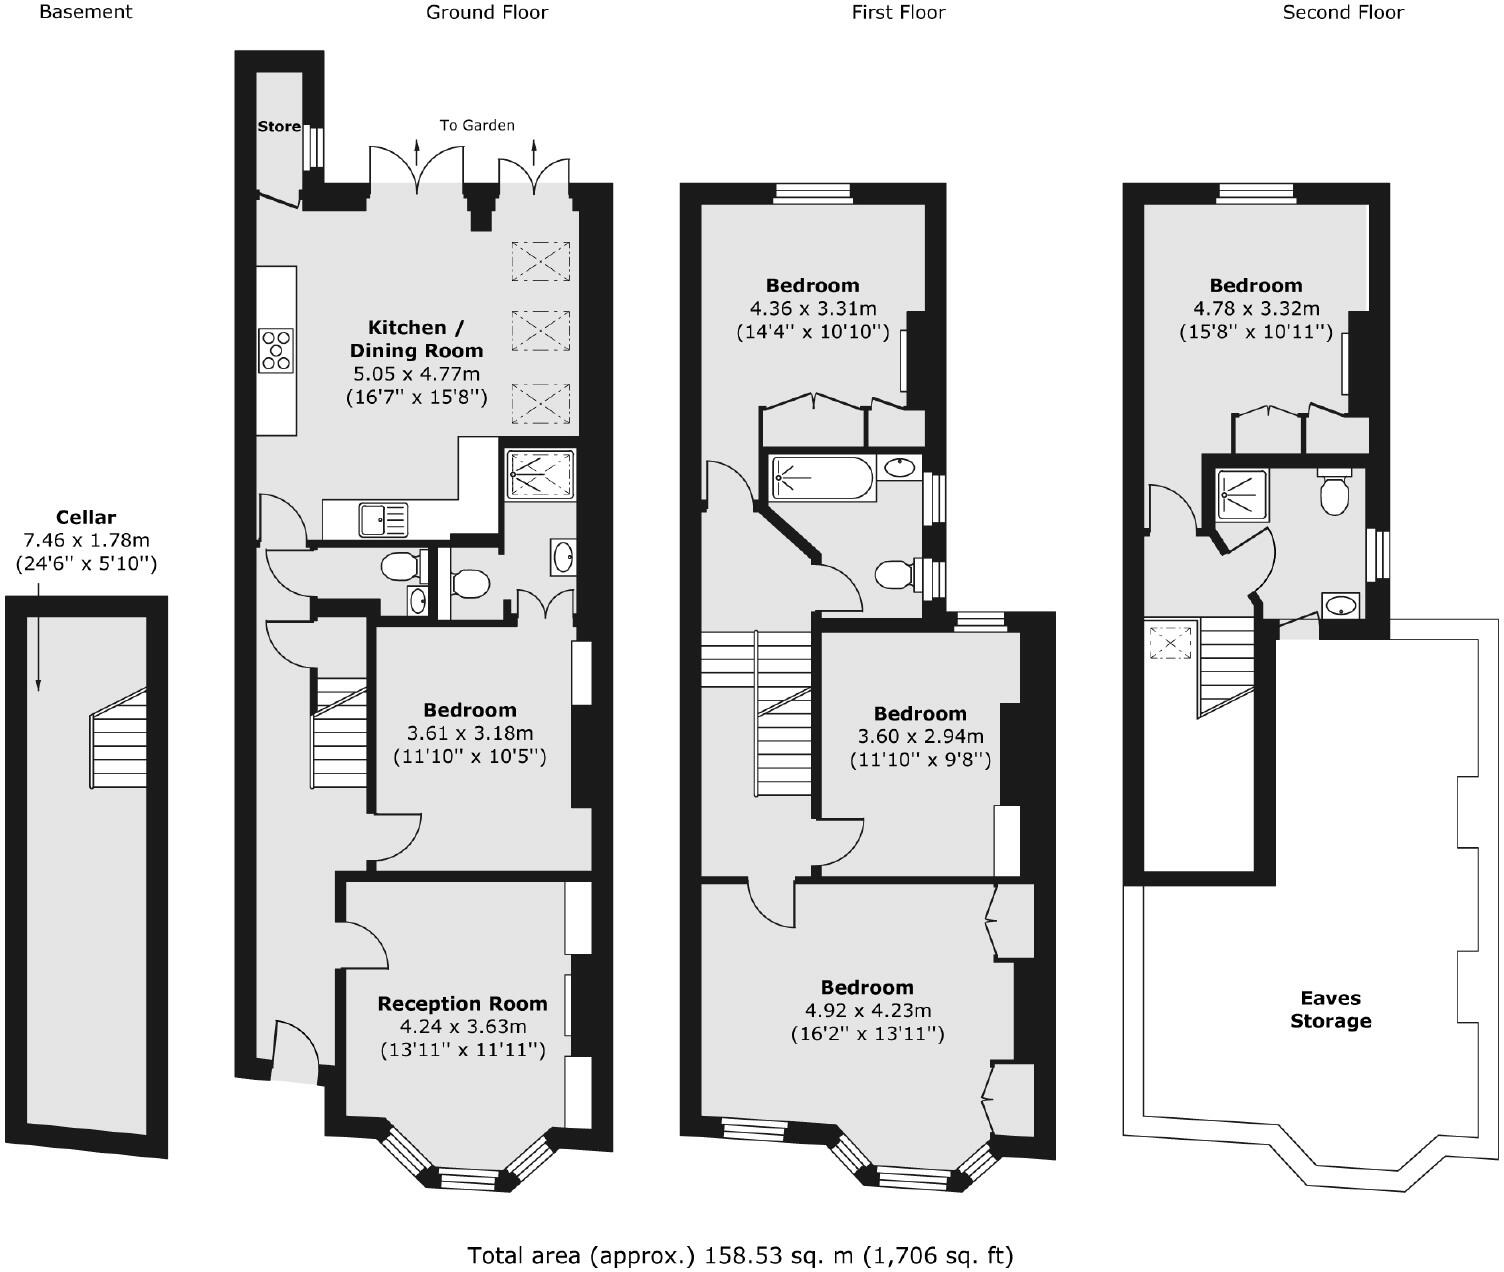 Basement
Ground Floor
First Floor
Second Floor
Store
To Garden
Kitchen /
Dining Room
5.05 x 4.77m
(16'7" x 15'8")
Cellar
7.46 x 1.78m
(24'6" x 5'10")
Bedroom
3.61 x 3.18m
(11'10" x 10'5")
Reception Room
4.24 x 3.63m
(13'11" x 11'11")
Bedroom
4.36 x 3.31m
(14'4" x 10'10")
Bedroom
3.60 x 2.94m
(11'10" x 9'8")
Bedroom
4.92 x 4.23m
(16'2" x 13'11")
Bedroom
4.78 x 3.32m
(15'8" x 10'11")
Eaves
Storage
Total area (approx.) 158.53 sq. m (1,706 sq. ft)